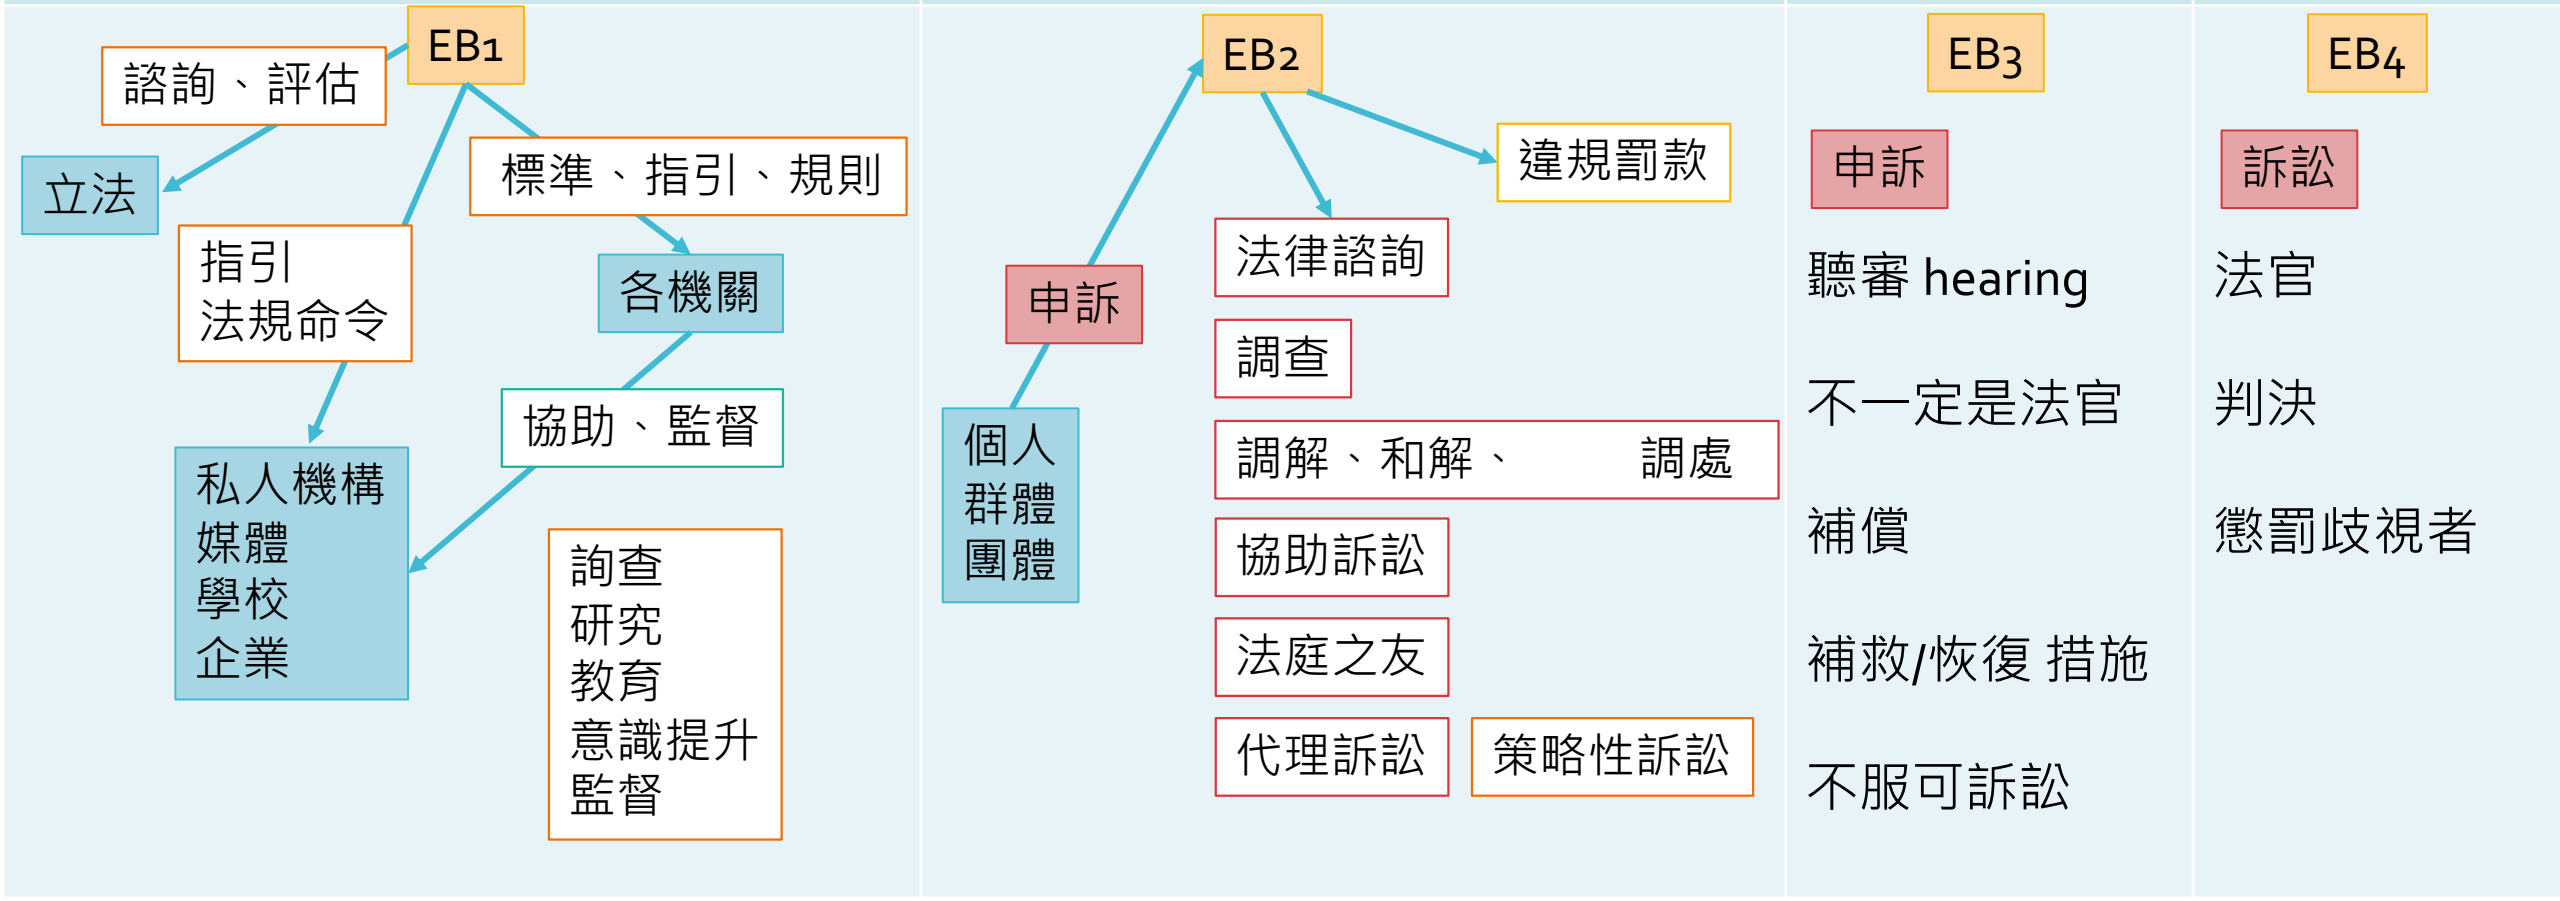 EB1
諮詢、評估
標準、指引、規則
立法
指引
法規命令
各機關
協助、監督
私人機構
媒體
學校
企業
詢查
研究
教育
意識提升
監督
EB2
違規罰款
法律諮詢
申訴
調查
個人
群體
團體
調解、和解、 調處
協助訴訟
法庭之友
代理訴訟
策略性訴訟
EB3
申訴
聽審 hearing
不一定是法官
補償
補救/恢復 措施
不服可訴訟
EB4
訴訟
法官
判決
懲罰歧視者